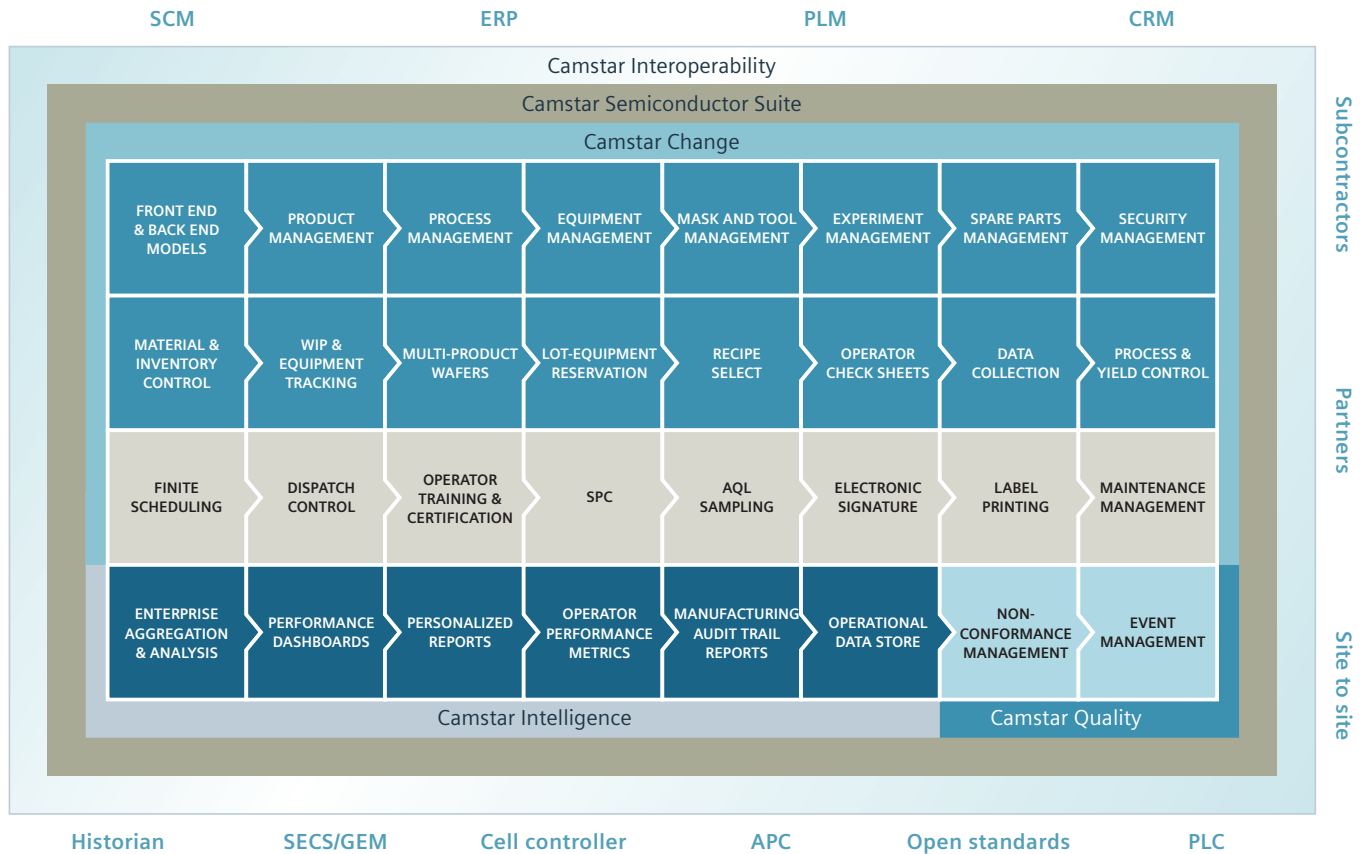 SCM ERP PLM CRM
Camstar Interoperability
Camstar Semiconductor Suite
Camstar Change
FRONT END
& BACK END
MODELS
PRODUCT
MANAGEMENT
PROCESS
MANAGEMENT
EQUIPMENT
MANAGEMENT
MASK AND TOOL
MANAGEMENT
EXPERIMENT
MANAGEMENT
SPARE PARTS
MANAGEMENT
SECURITY
MANAGEMENT
MATERIAL &
INVENTORY
CONTROL
WIP &
EQUIPMENT
TRACKING
MULTI-PRODUCT
WAFERS
LOT-EQUIPMENT
RESERVATION
RECIPE
SELECT
OPERATOR
CHECK SHEETS
DATA
COLLECTION
PROCESS &
YIELD CONTROL
FINITE
SCHEDULING
DISPATCH
CONTROL
OPERATOR
TRAINING &
CERTIFICATION
SPC
AQL
SAMPLING
ELECTRONIC
SIGNATURE
LABEL
PRINTING
MAINTENANCE
MANAGEMENT
ENTERPRISE
AGGREGATION
& ANALYSIS
PERFORMANCE
DASHBOARDS
PERSONALIZED
REPORTS
OPERATOR
PERFORMANCE
METRICS
MANUFACTURING
AUDIT TRAIL
REPORTS
OPERATIONAL
DATA STORE
NON-
CONFORMANCE
MANAGEMENT
EVENT
MANAGEMENT
Camstar Intelligence
Camstar Quality
Subcontractors
Partners
Site to site
Historian SECS/GEM Cell controller APC Open standards PLC